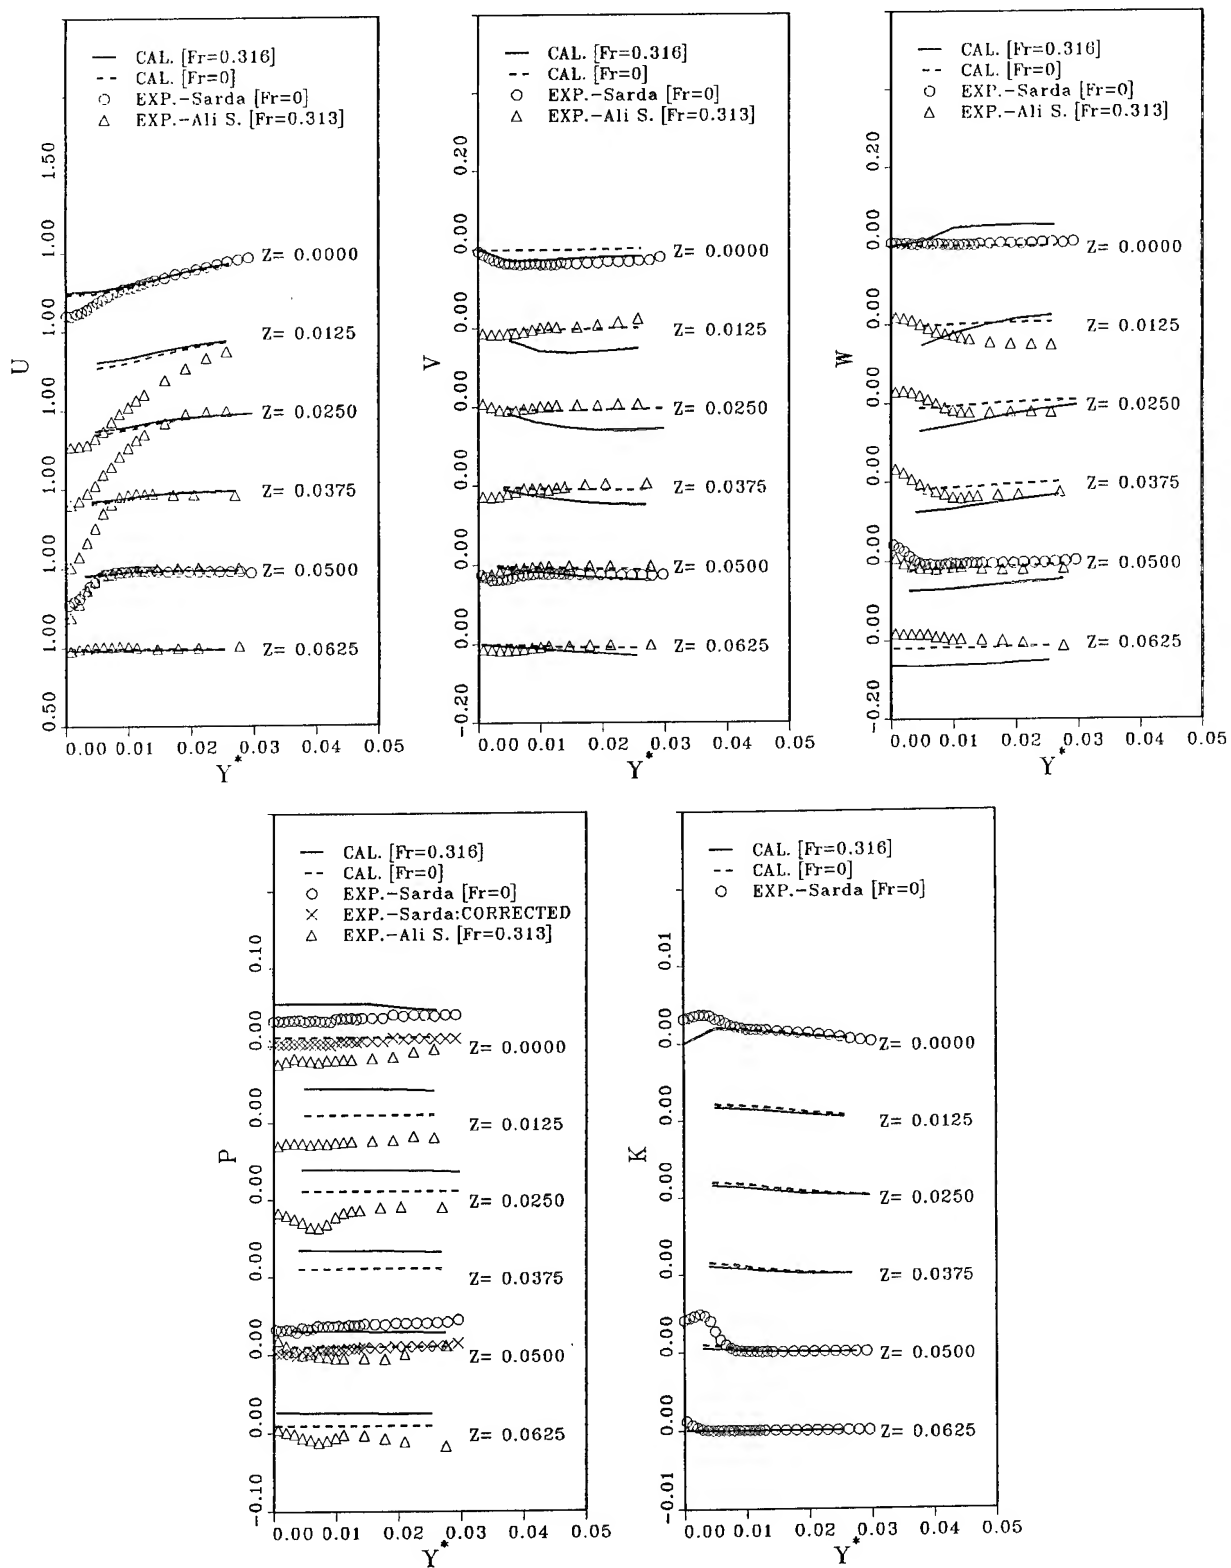 CAL. [Fr=0.316]
CAL. [Fr=0]
EXP.-Sarda [Fr=0]
EXP.-Ali S. [Fr=0.313]
U
1.50
1.00
1.00
1.00
1.00
1.00
1.00
0.50
Z= 0.0000
Z= 0.0125
Z= 0.0250
Z= 0.0375
Z= 0.0500
Z= 0.0625
0.00 0.01 0.02 0.03 0.04 0.05
Y*
CAL. [Fr=0.316]
CAL. [Fr=0]
EXP.-Sarda [Fr=0]
EXP.-Ali S. [Fr=0.313]
V
0.20
0.00
0.00
0.00
0.00
0.00
0.00
-0.20
Z= 0.0000
Z= 0.0125
Z= 0.0250
Z= 0.0375
Z= 0.0500
Z= 0.0625
0.00 0.01 0.02 0.03 0.04 0.05
Y*
CAL. [Fr=0.316]
CAL. [Fr=0]
EXP.-Sarda [Fr=0]
EXP.-Ali S. [Fr=0.313]
W
0.20
0.00
0.00
0.00
0.00
0.00
0.00
-0.20
Z= 0.0000
Z= 0.0125
Z= 0.0250
Z= 0.0375
Z= 0.0500
Z= 0.0625
0.00 0.01 0.02 0.03 0.04 0.05
Y*
CAL. [Fr=0.316]
CAL. [Fr=0]
EXP.-Sarda [Fr=0]
EXP.-Sarda:CORRECTED
EXP.-Ali S. [Fr=0.313]
P
0.10
0.00
0.00
0.00
0.00
0.00
0.00
-0.10
Z= 0.0000
Z= 0.0125
Z= 0.0250
Z= 0.0375
Z= 0.0500
Z= 0.0625
0.00 0.01 0.02 0.03 0.04 0.05
Y*
CAL. [Fr=0.316]
CAL. [Fr=0]
EXP.-Sarda [Fr=0]
K
0.01
0.00
0.00
0.00
0.00
0.00
0.00
-0.01
Z= 0.0000
Z= 0.0125
Z= 0.0250
Z= 0.0375
Z= 0.0500
Z= 0.0625
0.00 0.01 0.02 0.03 0.04 0.05
Y*